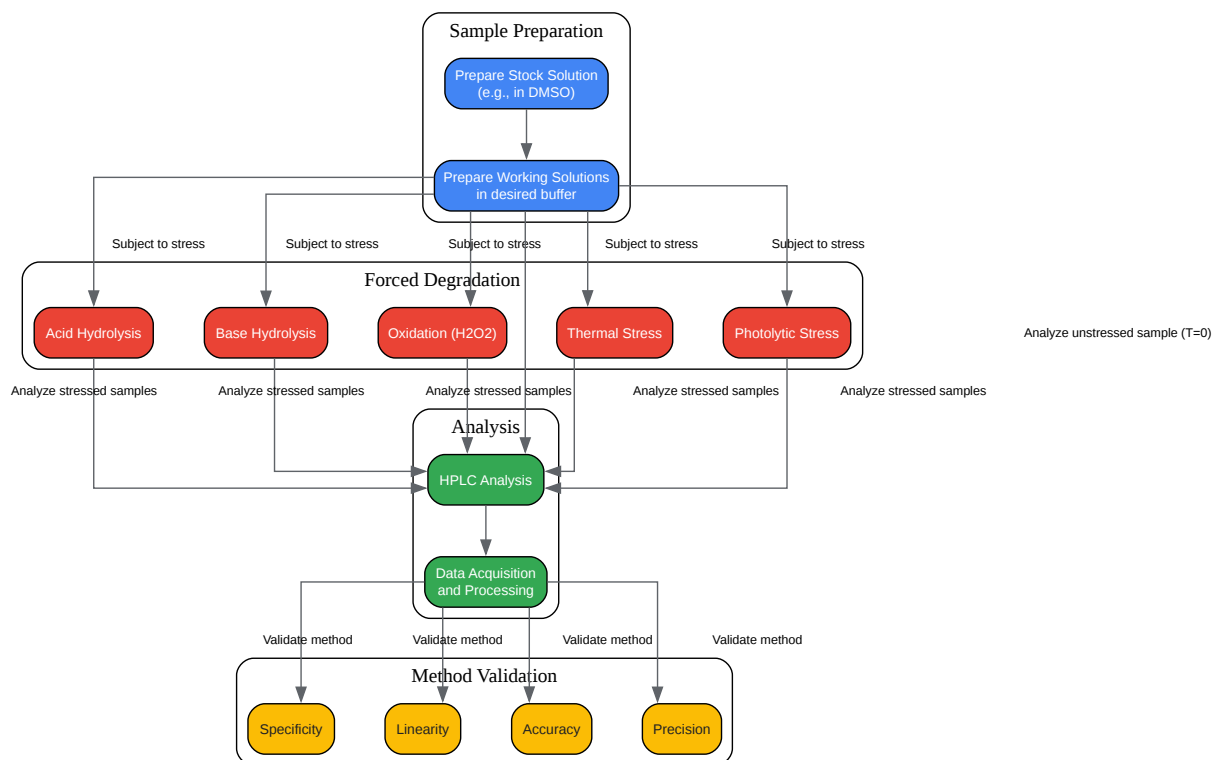 Sample Preparation
Prepare Stock Solution
(e.g., in DMSO)
Prepare Working Solutions
in desired buffer
Subject to stress
Subject to stress
Subject to stress
Subject to stress
Subject to stress
Forced Degradation
Acid Hydrolysis
Base Hydrolysis
Oxidation (H2O2)
Thermal Stress
Photolytic Stress
Analyze unstressed sample (T=0)
Analyze stressed samples
Analyze stressed samples
Analyze stressed samples
Analyze stressed samples
Analyze stressed samples
Analysis
HPLC Analysis
Data Acquisition
and Processing
Validate method
Validate method
Validate method
Validate method
Method Validation
Specificity
Linearity
Accuracy
Precision